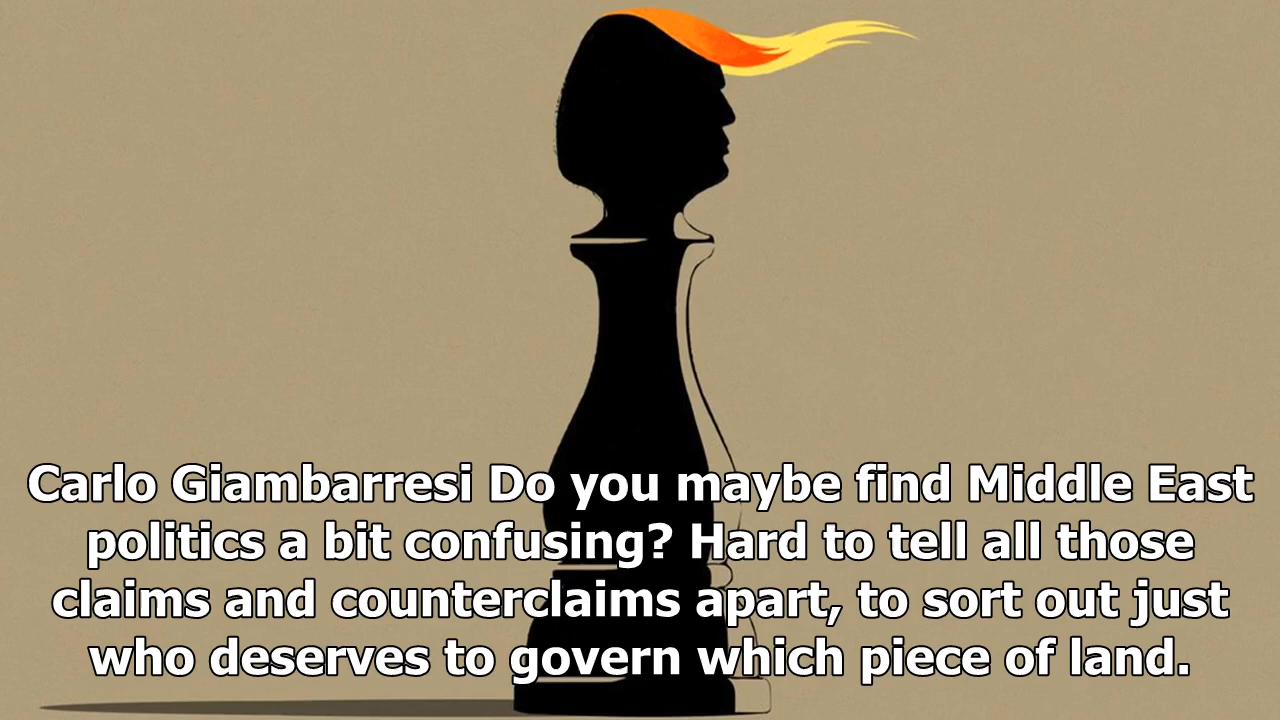 Carlo Giambarresi Do you maybe find Middle East
politics a bit confusing? Hard to tell all those
claims and counterclaims apart, to sort out just
who deserves to govern which piece of land.